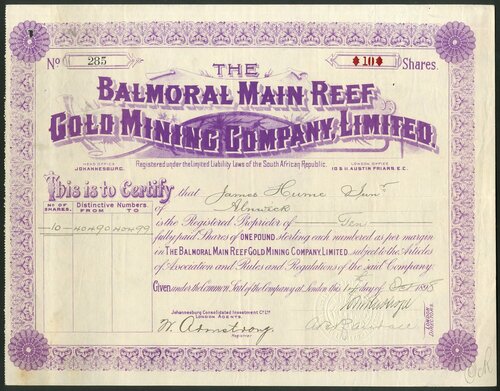 No 285 10 Shares.
THE
BALMORAL MAIN REEF
GOLD MINING COMPANY, LIMITED.
HEAD OFFICE
JOHANNESBURG.
Registered under the limited Liability laws of the South African Republic.
LONDON OFFICE
10 & 11 AUSTIN FRIARS E.C.
This is to Certify that James Hume Senr
of Alnwick
No OF SHARES. Distinctive Numbers. FROM TO
10 40490 40499
is the Registered Proprietor of Ten
fully paid Shares of ONE POUND sterling each numbered as per margin
in THE BALMORAL MAIN REEF GOLD MINING COMPANY, LIMITED subject to the Articles
of Association and Rules and Regulations of the said Company.
Given under the Common Seal of the company at London this 14 day of Oct 1895
Johannesburg Consolidated Investment Co Ltd
LONDON AGENTS.
W. Armstrong.
Registrar
LONDON
DIRECTORS.